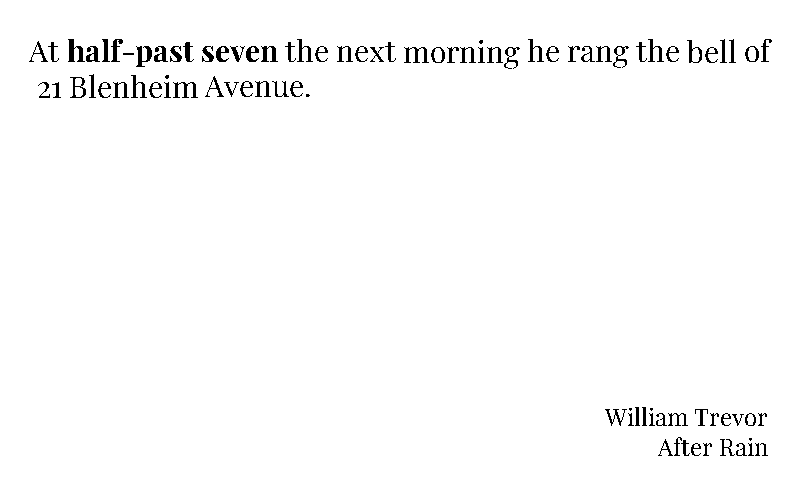 At half-past seven the next morning he rang the bell of
21 Blenheim Avenue.
William Trevor
After Rain